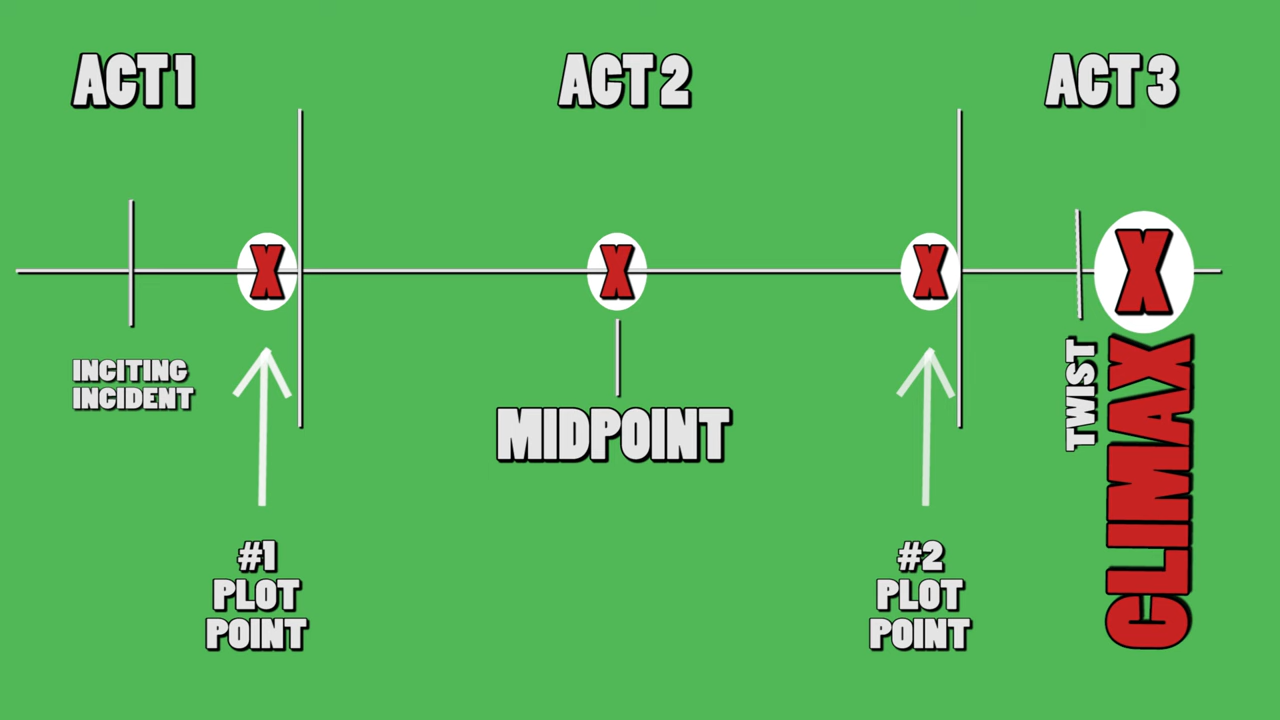 ACT 1
ACT 2
ACT 3
X
X
X
X
INCITING
INCIDENT
MIDPOINT
TWIST
CLIMAX
#1
PLOT
POINT
#2
PLOT
POINT